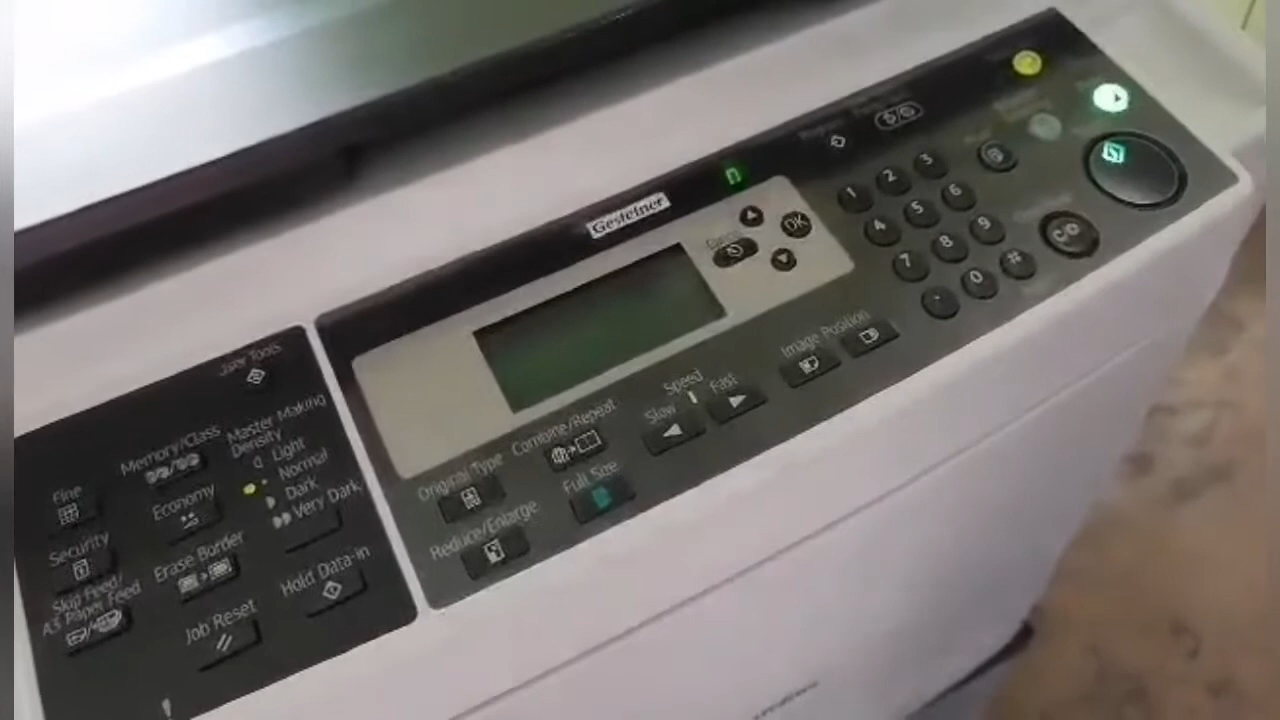 Gestetner
OK
1 2 3
4 5 6
7 8 9
. 0 #
User Tools
Memory/Class
Master Making
Density
Light
Normal
Dark
Very Dark
Fine
Economy
Security
Erase Border
Skip Feed/
A3 Paper Feed
Job Reset
Hold Data-in
Original Type
Combine/Repeat
Speed
Slow
Fast
Image Position
Reduce/Enlarge
Full Size